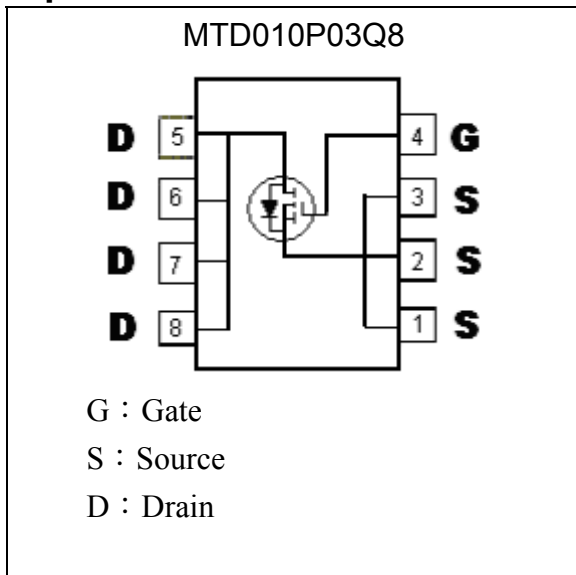 MTD010P03Q8
D 5 4 G
D 6 3 S
D 7 2 S
D 8 1 S
G：Gate
S：Source
D：Drain